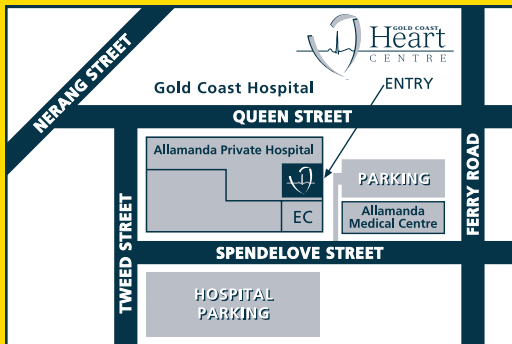 GOLD COAST
Heart
CENTRE
NERANG STREET
Gold Coast Hospital
ENTRY
QUEEN STREET
Allamanda Private Hospital
PARKING
EC
Allamanda
Medical Centre
FERRY ROAD
TWEED STREET
SPENDELOVE STREET
HOSPITAL
PARKING